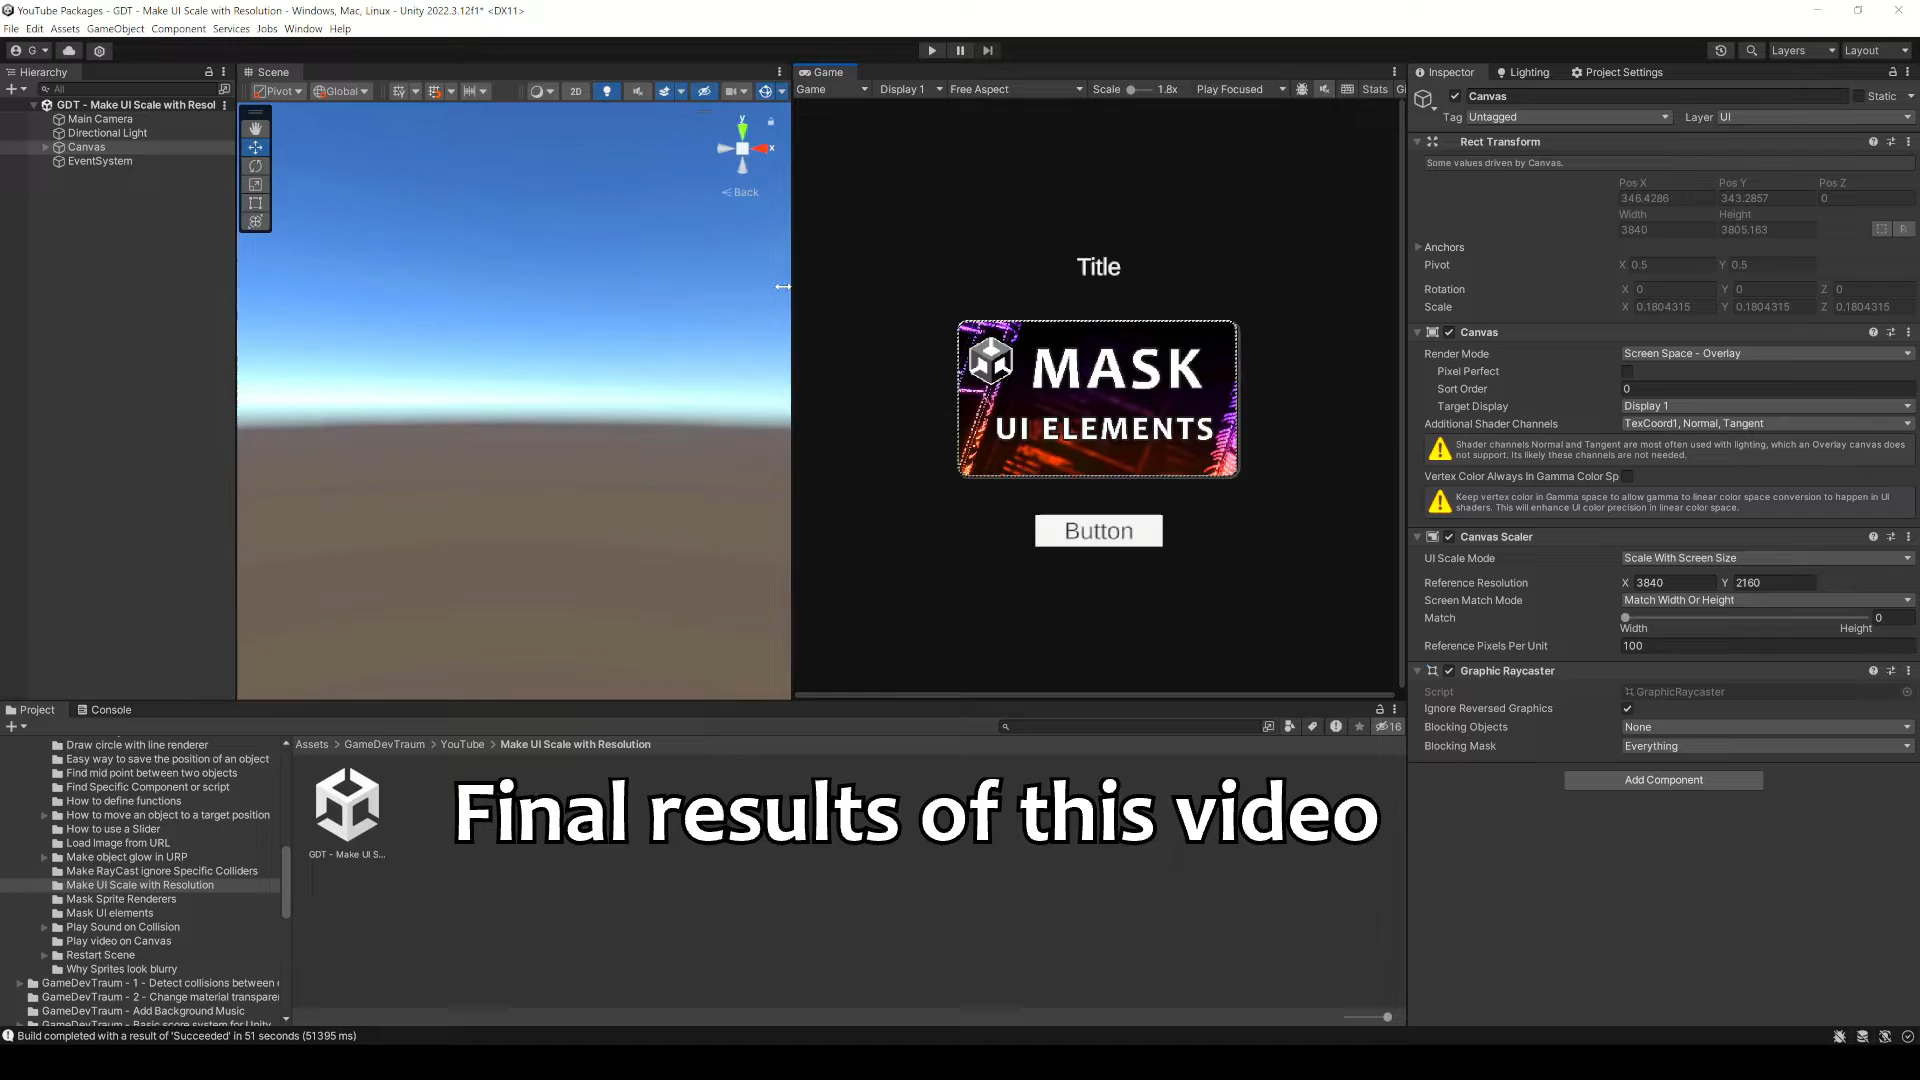 YouTube Packages - GDT - Make UI Scale with Resolution - Windows, Mac, Linux - Unity 2022.3.12f1* <DX11>
File Edit Assets GameObject Component Services Jobs Window Help
G
Layers Layout
Hierarchy
All
GDT - Make UI Scale with Resol
Main Camera
Directional Light
Canvas
EventSystem
Scene
Pivot Global 2D
y
x
Back
Game
Game Display 1 Free Aspect Scale 1.8x Play Focused Stats Gi
Title
MASK
UI ELEMENTS
Button
Inspector Lighting Project Settings
Canvas Static
Tag Untagged Layer UI
Rect Transform
Some values driven by Canvas.
Pos X Pos Y Pos Z
346.4286 343.2857 0
Width Height
3840 3805.163 R
Anchors
Pivot X 0.5 Y 0.5
Rotation X 0 Y 0 Z 0
Scale X 0.1804315 Y 0.1804315 Z 0.1804315
Canvas
Render Mode Screen Space - Overlay
Pixel Perfect
Sort Order 0
Target Display Display 1
Additional Shader Channels TexCoord1, Normal, Tangent
Shader channels Normal and Tangent are most often used with lighting, which an Overlay canvas does
not support. Its likely these channels are not needed.
Vertex Color Always In Gamma Color Sp
Keep vertex color in Gamma space to allow gamma to linear color space conversion to happen in UI
shaders. This will enhance UI color precision in linear color space.
Canvas Scaler
UI Scale Mode Scale With Screen Size
Reference Resolution X 3840 Y 2160
Screen Match Mode Match Width Or Height
Match 0
Width Height
Reference Pixels Per Unit 100
Graphic Raycaster
Script GraphicRaycaster
Ignore Reversed Graphics
Blocking Objects None
Blocking Mask Everything
Add Component
Project Console
16
Draw circle with line renderer
Easy way to save the position of an object
Find mid point between two objects
Find Specific Component or script
How to define functions
How to move an object to a target position
How to use a Slider
Load Image from URL
Make object glow in URP
Make RayCast ignore Specific Colliders
Make UI Scale with Resolution
Mask Sprite Renderers
Mask UI elements
Play Sound on Collision
Play video on Canvas
Restart Scene
Why Sprites look blurry
GameDevTraum - 1 - Detect collisions between
GameDevTraum - 2 - Change material transpare
GameDevTraum - Add Background Music
GameDevTraum - Basic score system for Unity
Assets > GameDevTraum > YouTube > Make UI Scale with Resolution
GDT - Make UI S...
Final results of this video
Build completed with a result of 'Succeeded' in 51 seconds (51395 ms)